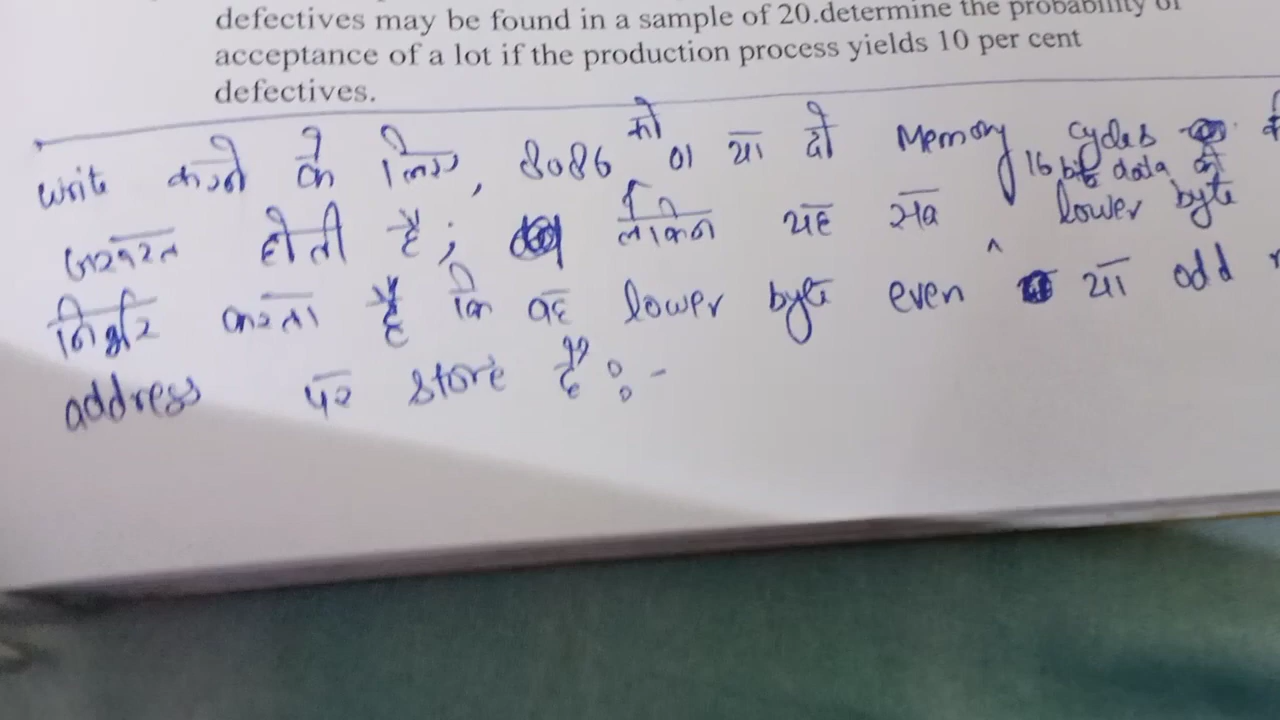 defectives may be found in a sample of 20.determine the probability of
acceptance of a lot if the production process yields 10 per cent
defectives.
write करने के लिए, 8086 को 01 या दो Memory cycles की
16 bit data की
जरूरत होती है; लेकिन यह सब lower byte
निर्भर करता है कि वह lower byte even या odd
address पर store है :-